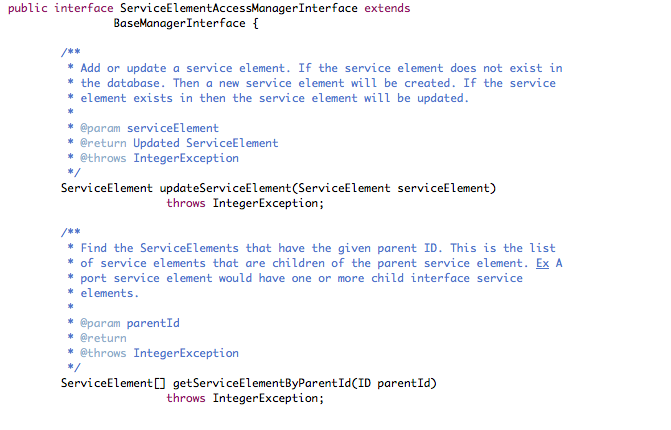 public interface ServiceElementAccessManagerInterface extends
BaseManagerInterface {
/**
* Add or update a service element. If the service element does not exist in
* the database. Then a new service element will be created. If the service
* element exists in then the service element will be updated.
*
* @param serviceElement
* @return Updated ServiceElement
* @throws IntegerException
*/
ServiceElement updateServiceElement(ServiceElement serviceElement)
throws IntegerException;
/**
* Find the ServiceElements that have the given parent ID. This is the list
* of service elements that are children of the parent service element. Ex A
* port service element would have one or more child interface service
* elements.
*
* @param parentId
* @return
* @throws IntegerException
*/
ServiceElement[] getServiceElementByParentId(ID parentId)
throws IntegerException;